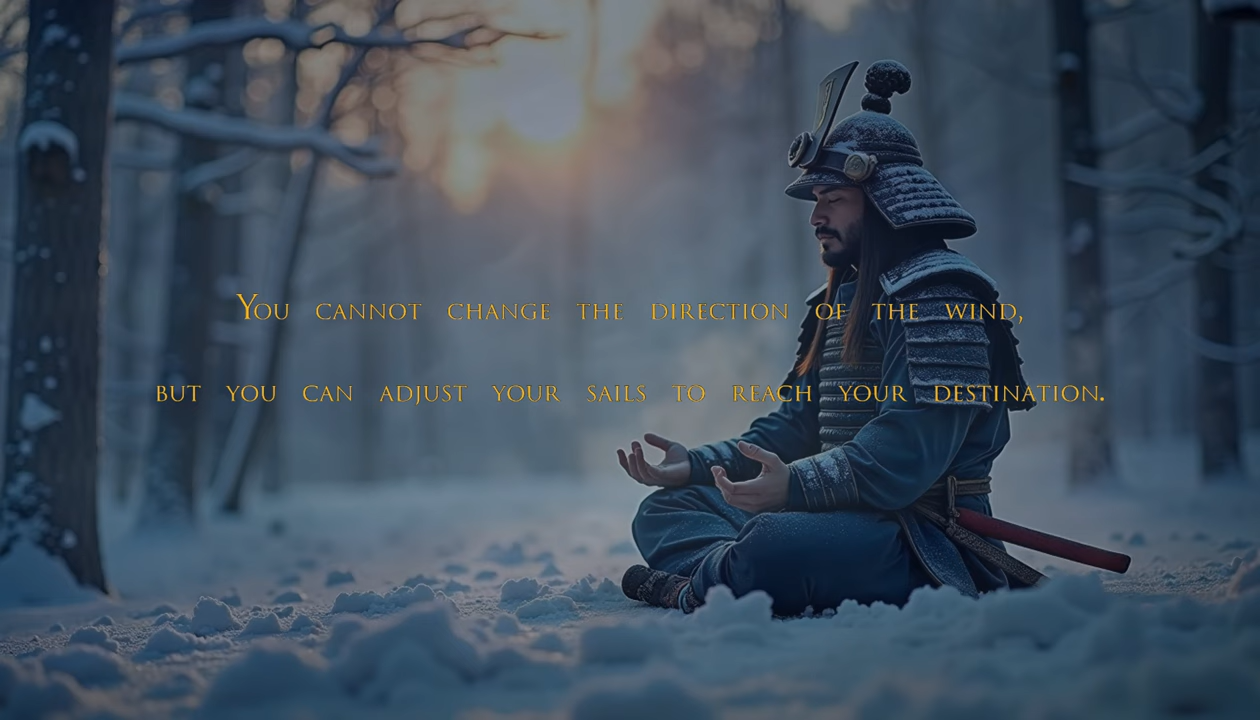 You cannot change the direction of the wind,
but you can adjust your sails to reach your destination.